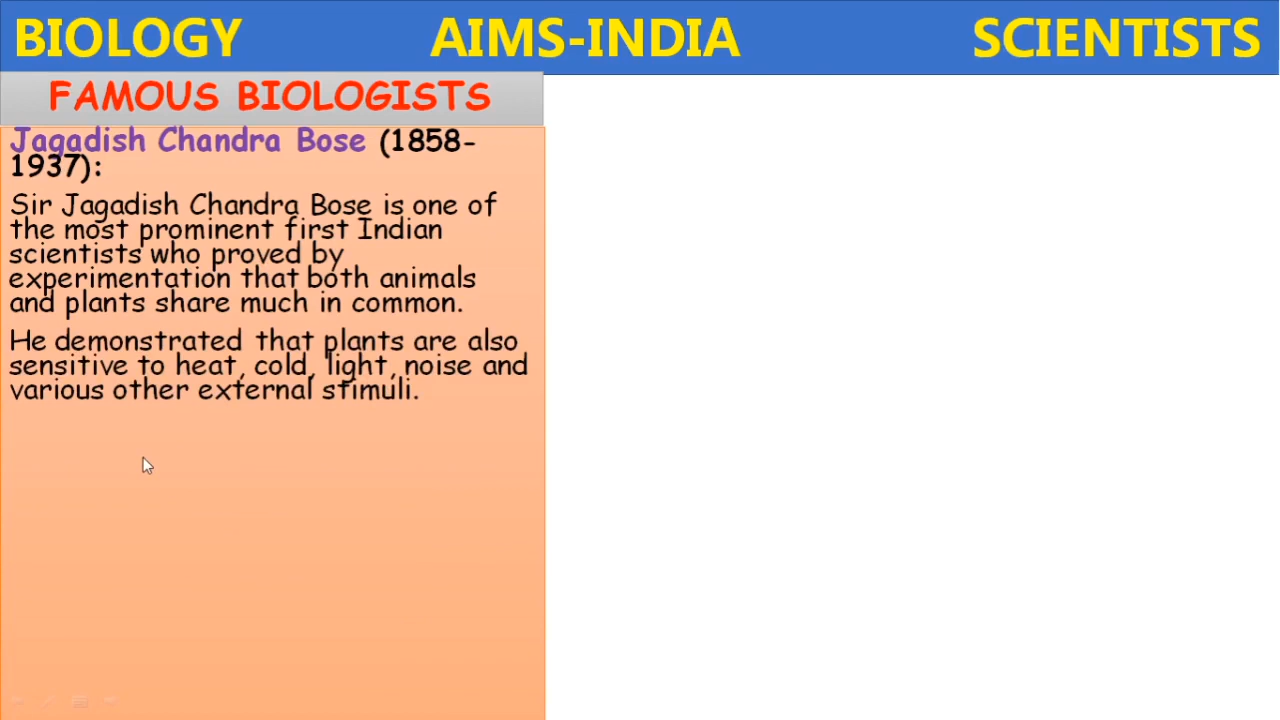 BIOLOGY AIMS-INDIA SCIENTISTS
FAMOUS BIOLOGISTS
Jagadish Chandra Bose (1858-
1937):
Sir Jagadish Chandra Bose is one of
the most prominent first Indian
scientists who proved by
experimentation that both animals
and plants share much in common.
He demonstrated that plants are also
sensitive to heat, cold, light, noise and
various other external stimuli.